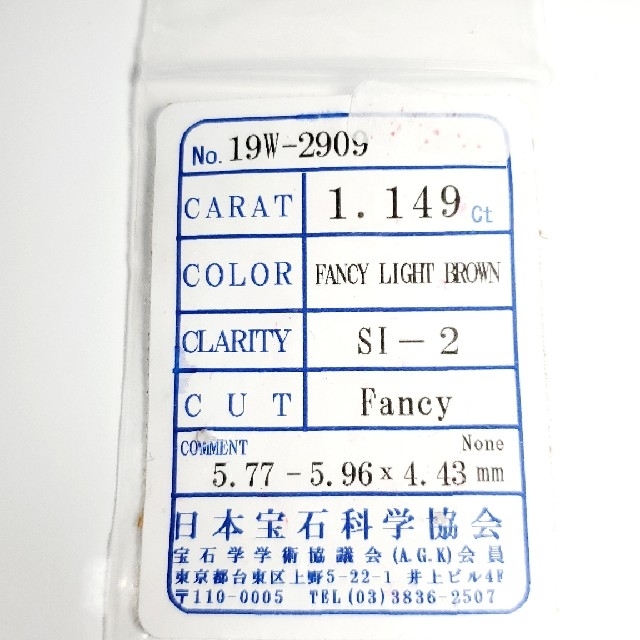 No. 19W-2909
CARAT 1.149 Ct
COLOR FANCY LIGHT BROWN
CLARITY SI-2
CUT Fancy
COMMENT None
5.77 - 5.96 x 4.43 mm
日本宝石科学協会
宝石学学術協議会(A.G.K)会員
東京都台東区上野5-22-1 井上ビル4F
〒110-0005 TEL(03)3836-2507